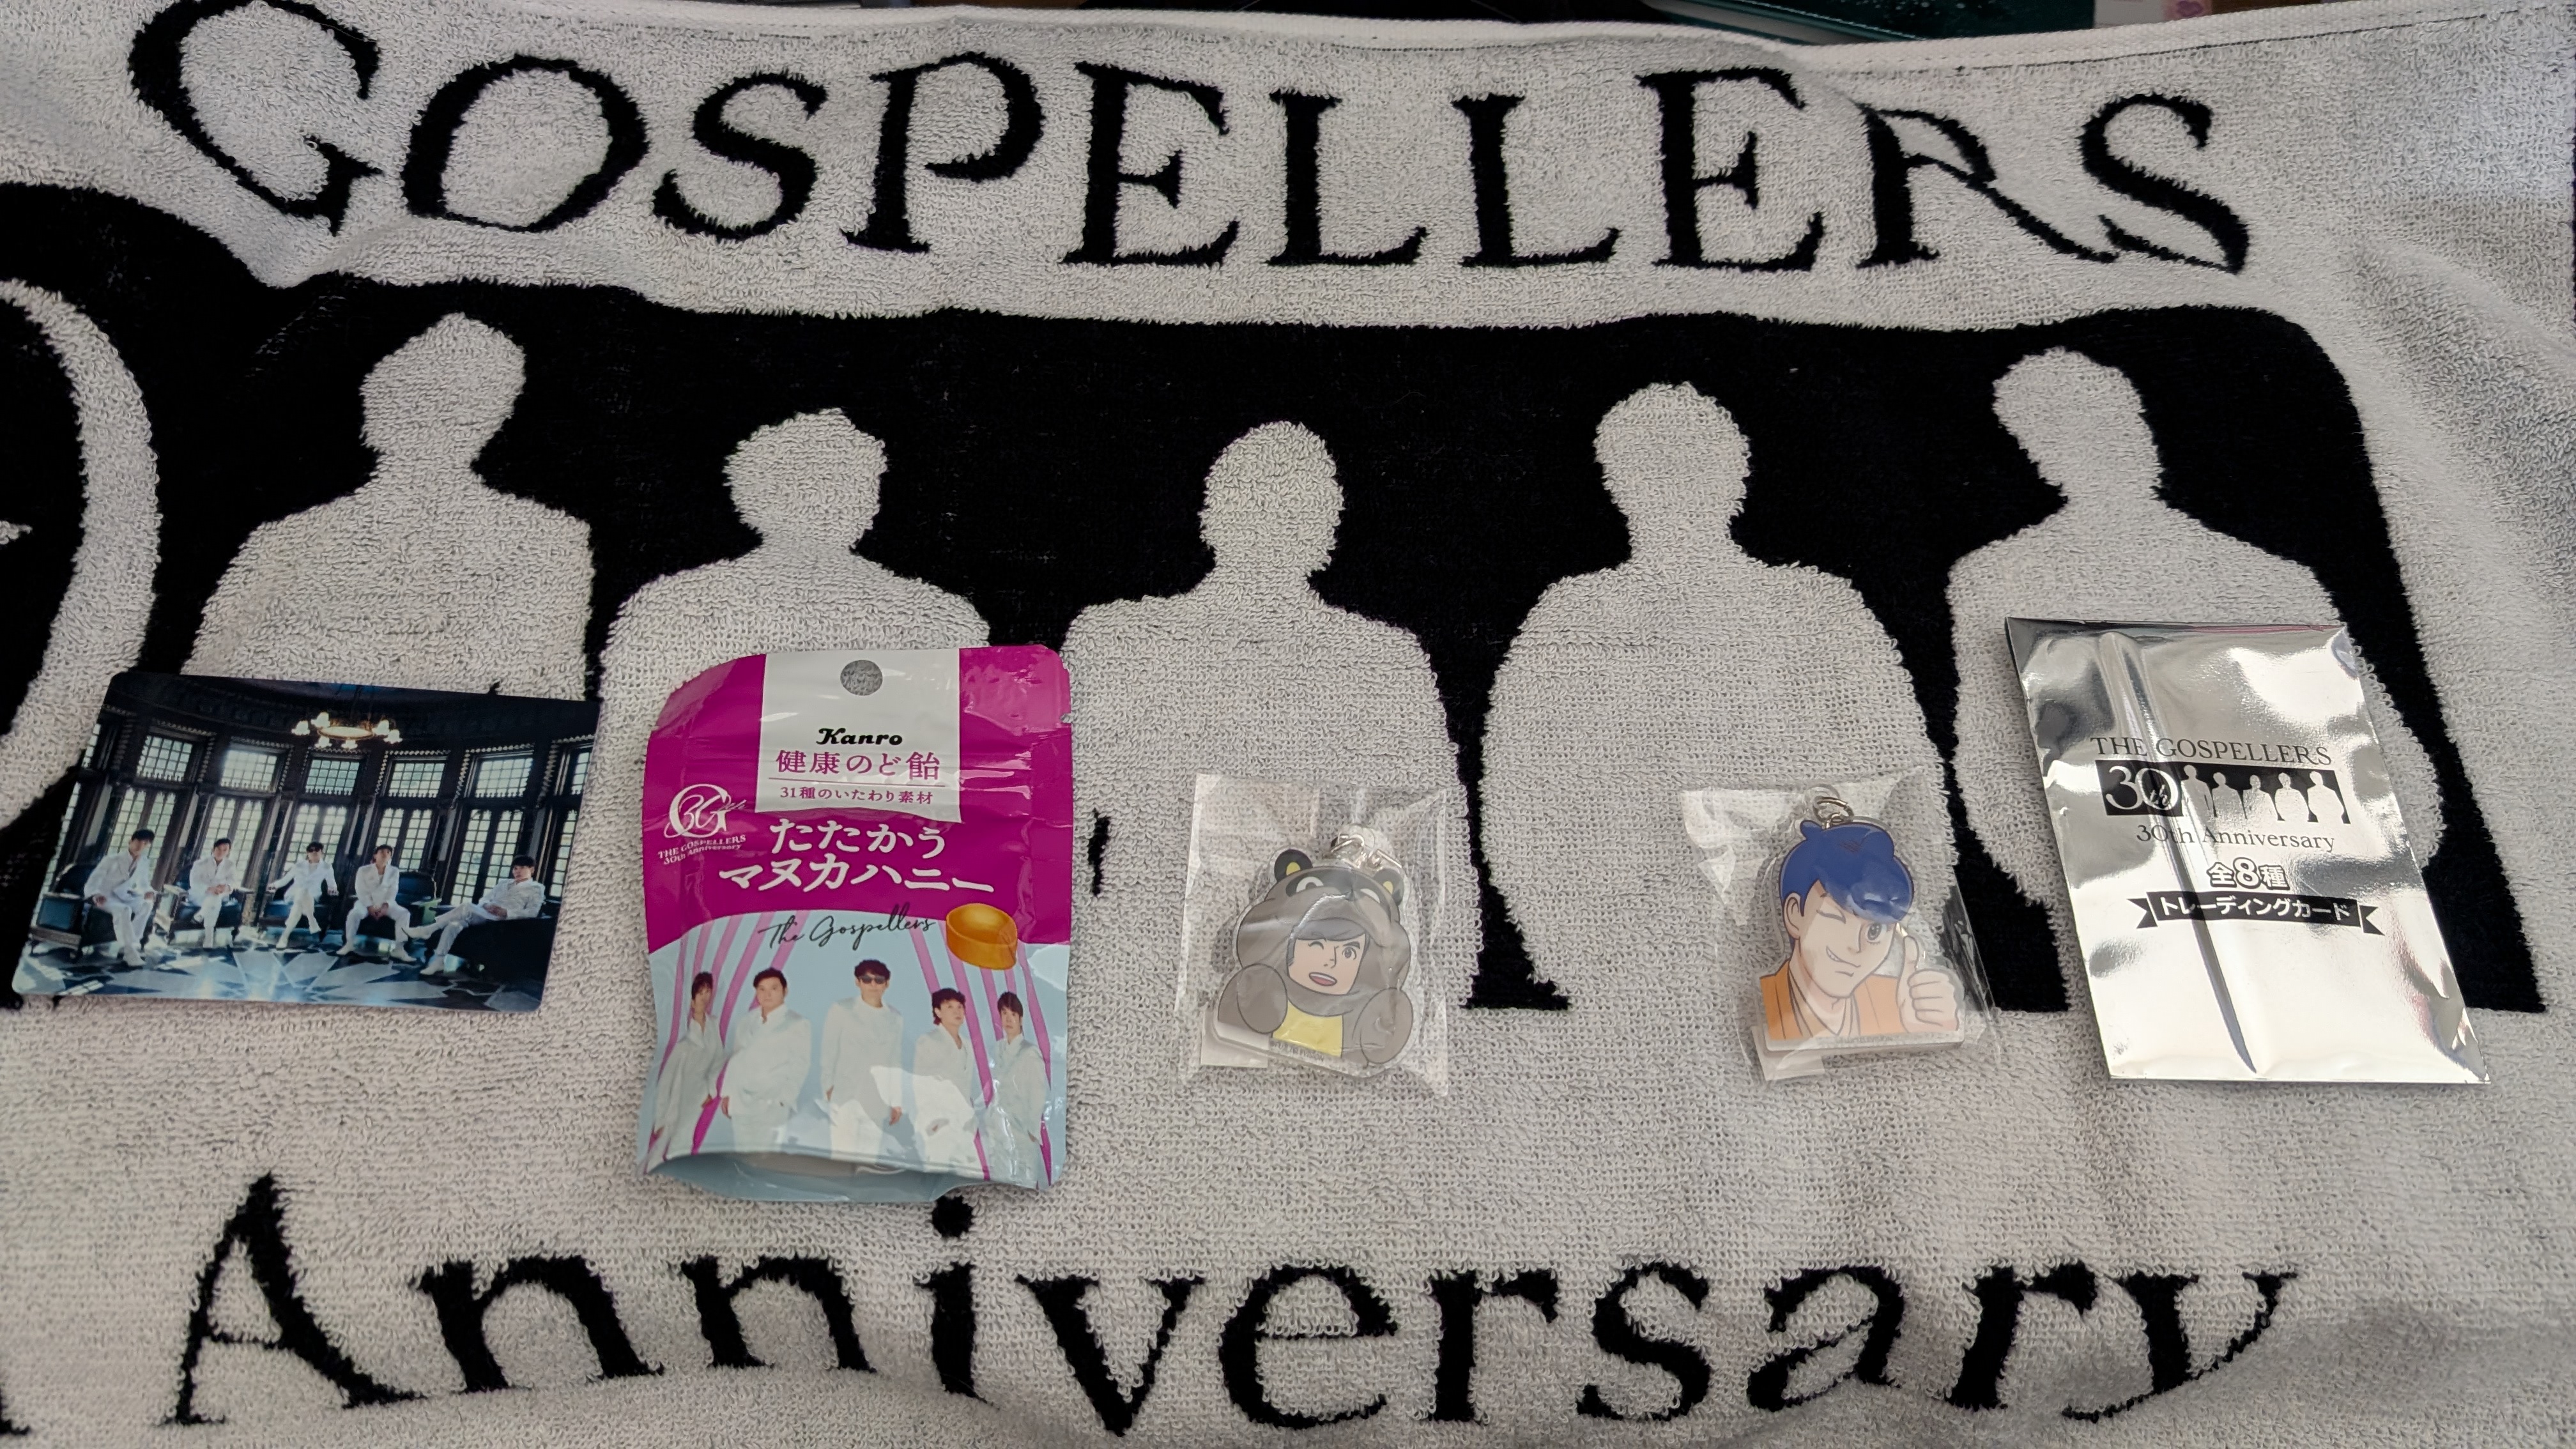 GOSPELLERS
Kanro
健康のど飴
31種のいたわり素材
30th
THE GOSPELLERS
30th Anniversary
たたかう
マヌカハニー
The Gospellers
THE GOSPELLERS
30th
30th Anniversary
全8種
トレーディングカード
Anniversary